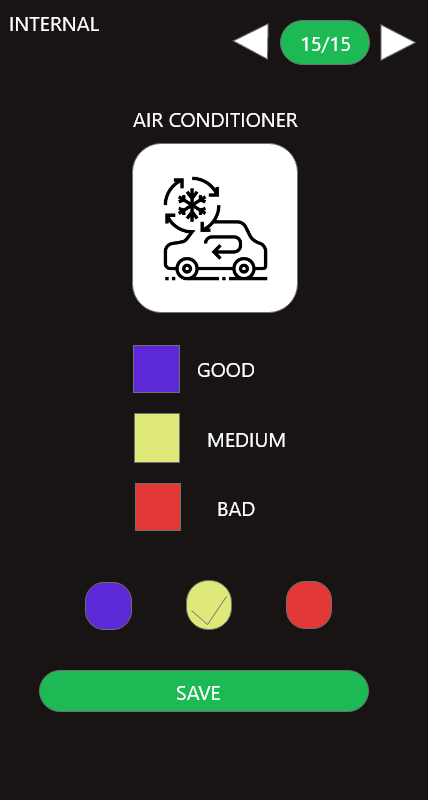 INTERNAL
15/15
AIR CONDITIONER
GOOD
MEDIUM
BAD
SAVE